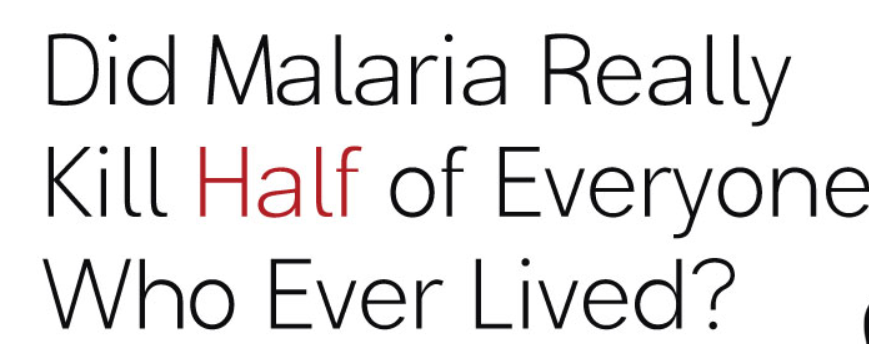 Did Malaria Really
Kill Half of Everyone
Who Ever Lived?